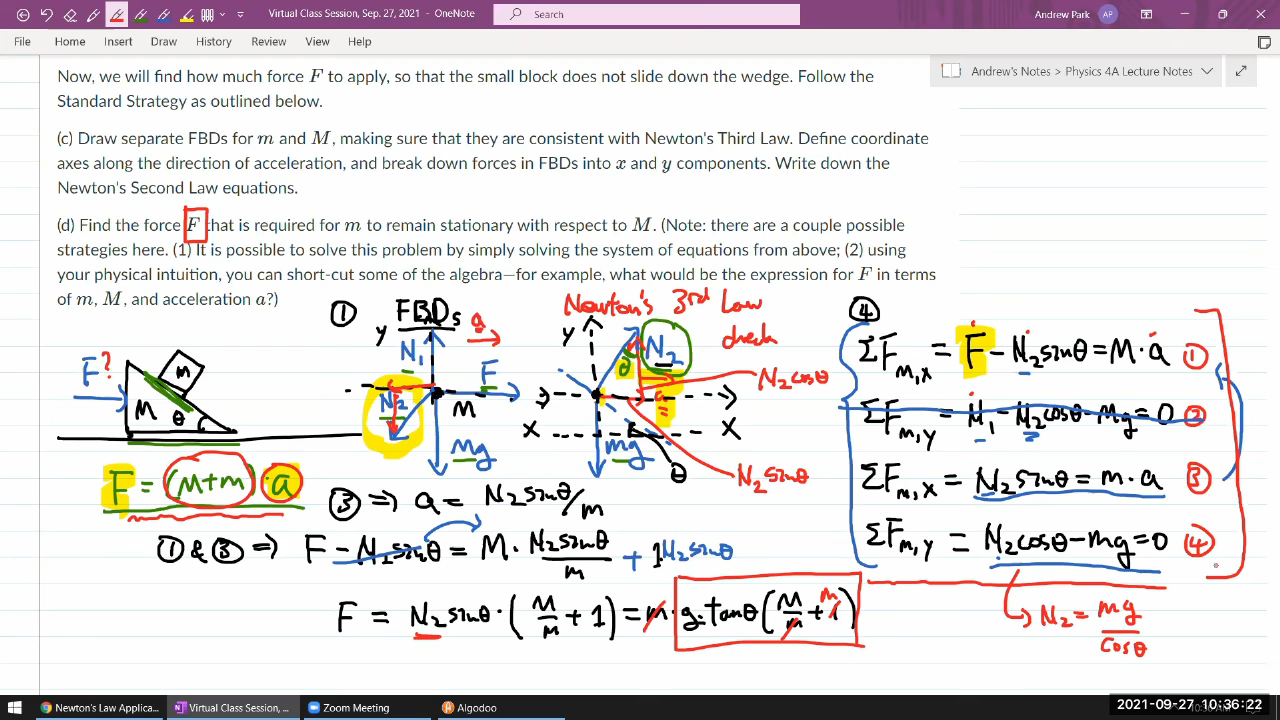 Virtual Class Session, Sep. 27, 2021 - OneNote
Search
Andrew Park
AP
File Home Insert Draw History Review View Help
Andrew's Notes > Physics 4A Lecture Notes
Now, we will find how much force F to apply, so that the small block does not slide down the wedge. Follow the
Standard Strategy as outlined below.
(c) Draw separate FBDs for m and M, making sure that they are consistent with Newton's Third Law. Define coordinate
axes along the direction of acceleration, and break down forces in FBDs into x and y components. Write down the
Newton's Second Law equations.
(d) Find the force F that is required for m to remain stationary with respect to M. (Note: there are a couple possible
strategies here. (1) It is possible to solve this problem by simply solving the system of equations from above; (2) using
your physical intuition, you can short-cut some of the algebra—for example, what would be the expression for F in terms
of m, M, and acceleration a?)
① FBDs
y
a
N₁
F
N₂
M
Mg
Newton's 3rd Law
check
y
θ
N₂
N₂cosθ
a
x
x
mg
θ
N₂sinθ
F?
m
M
θ
F = (M+m)·a
④
ΣF M,x = F - N₂sinθ = M·a ①
ΣF M,y = N₁ - N₂cosθ - Mg = 0 ②
ΣF m,x = N₂sinθ = m·a ③
ΣF m,y = N₂cosθ - mg = 0 ④
N₂ = mg/cosθ
③ ⇒ a = N₂sinθ/m
① & ③ ⇒ F - N₂sinθ = M · N₂sinθ/m + 1 N₂sinθ
F = N₂sinθ · (M/m + 1) = m·g·tanθ (M/m + 1) m
Newton's Law Applica...
Virtual Class Session, ...
Zoom Meeting
Algodoo
2021-09-27 10:36:22